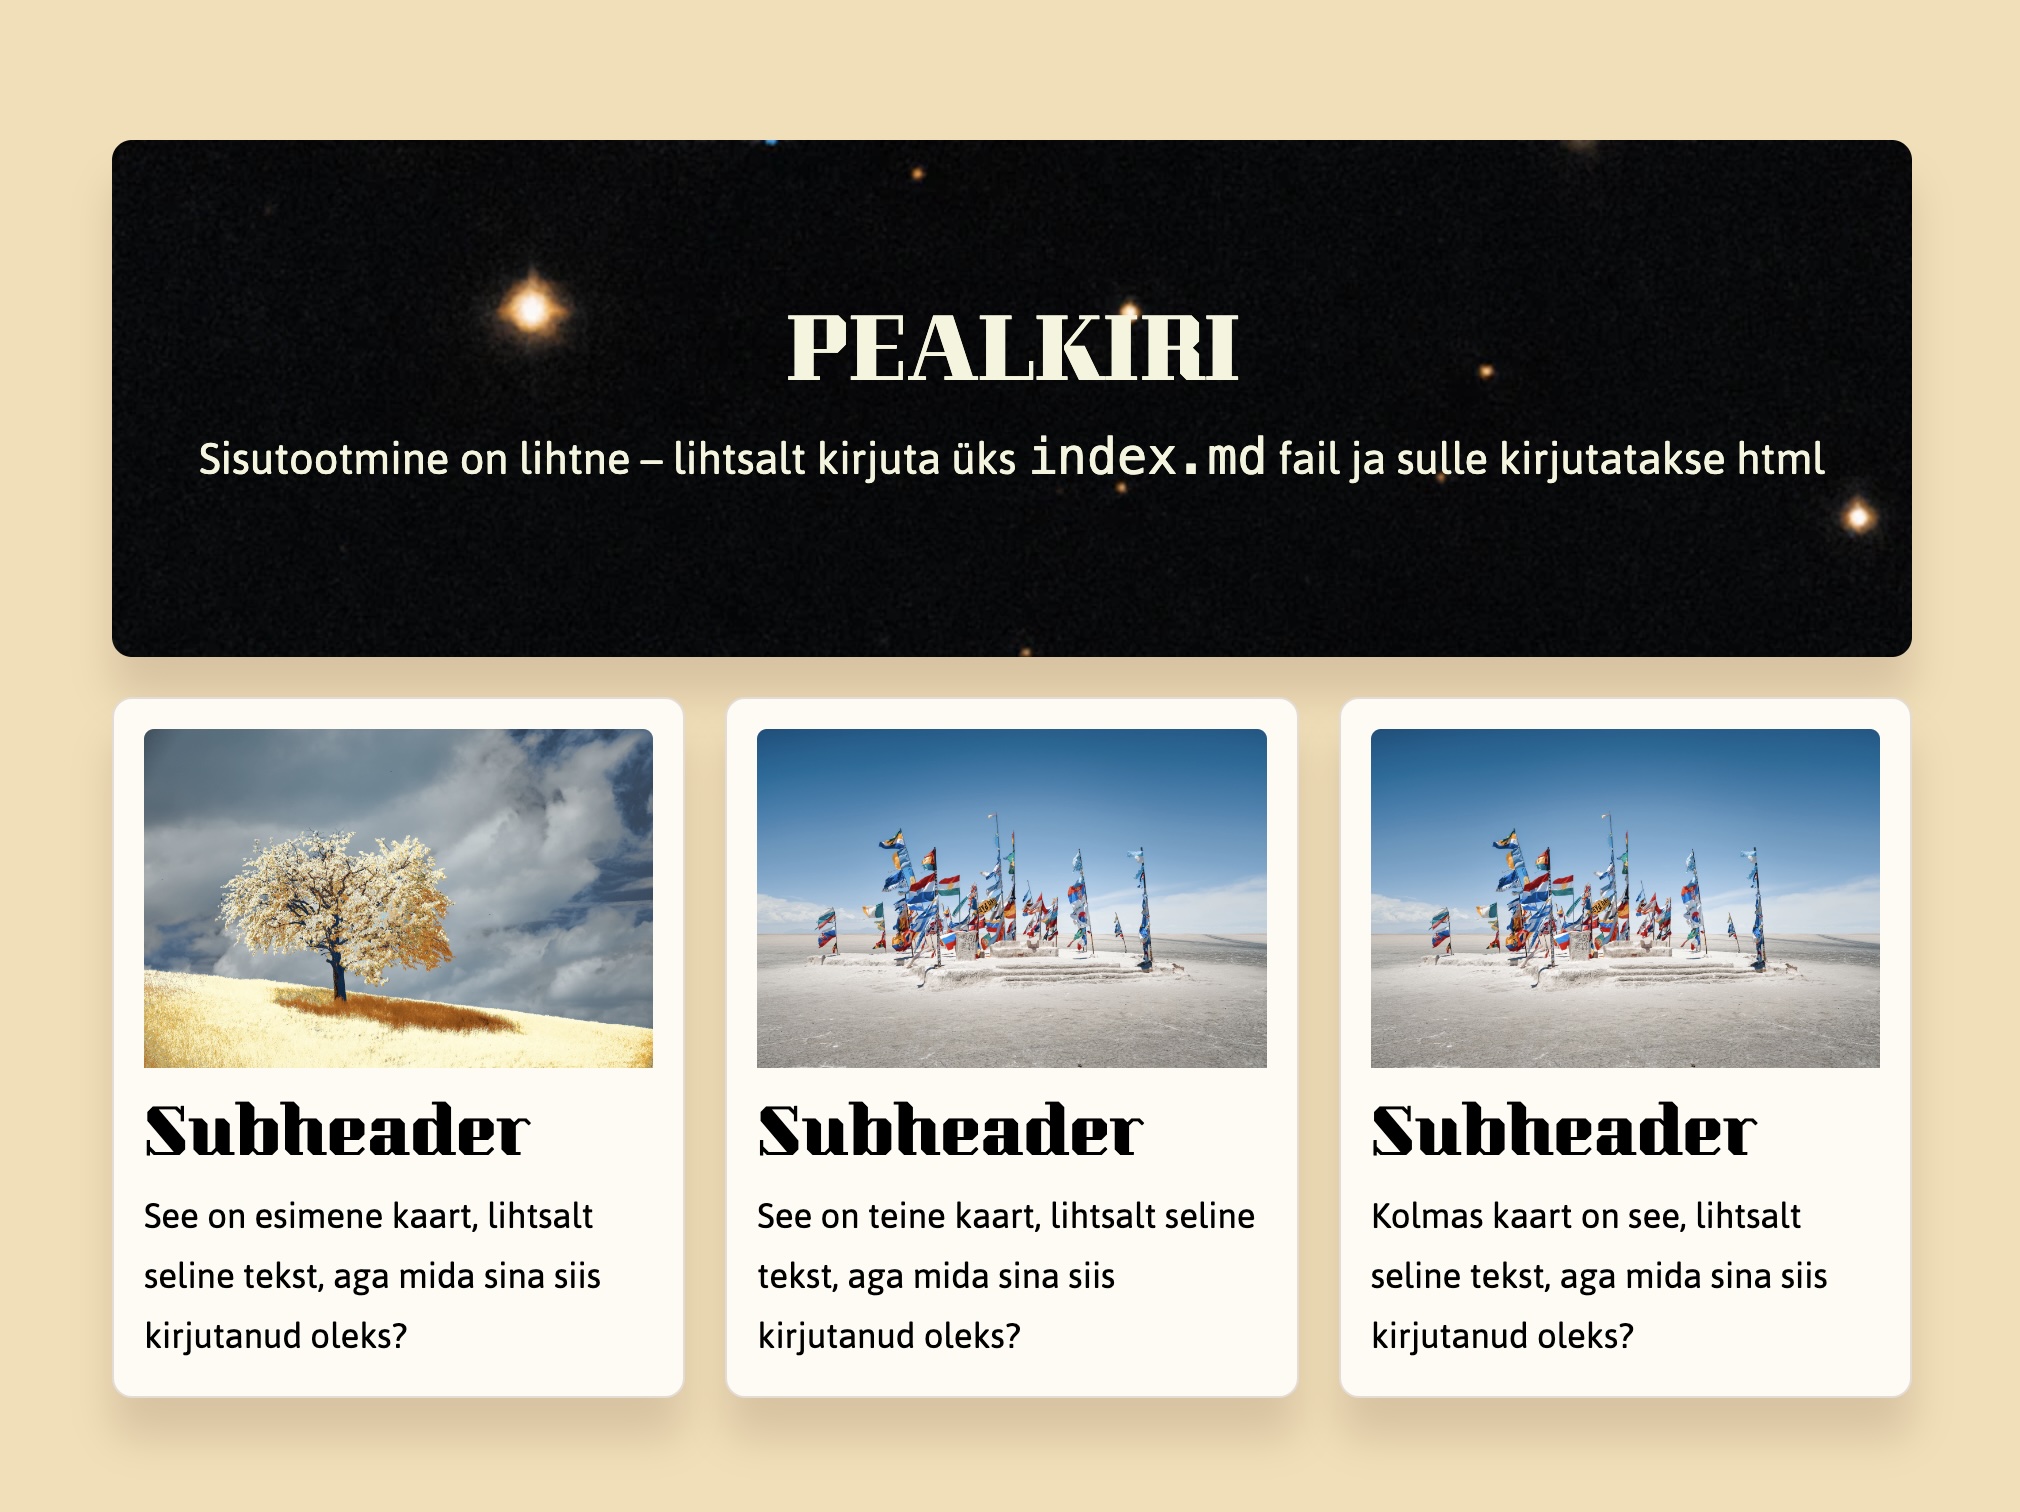 PEALKIRI
Sisutootmine on lihtne – lihtsalt kirjuta üks index.md fail ja sulle kirjutatakse html
Subheader
See on esimene kaart, lihtsalt
seline tekst, aga mida sina siis
kirjutanud oleks?
Subheader
See on teine kaart, lihtsalt seline
tekst, aga mida sina siis
kirjutanud oleks?
Subheader
Kolmas kaart on see, lihtsalt
seline tekst, aga mida sina siis
kirjutanud oleks?